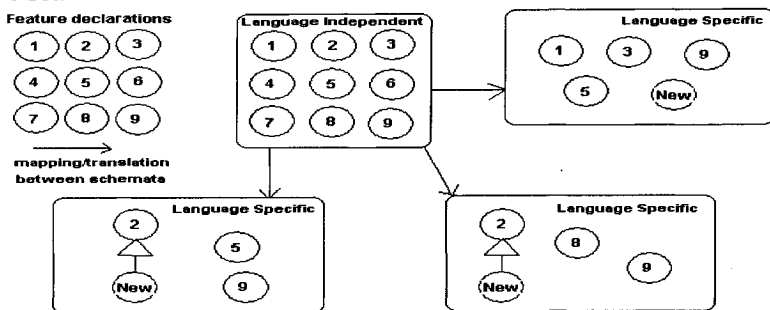 Feature declarations
1 2 3
4 5 6
7 8 9
mapping/translation
between schemata
Language Independent
1 2 3
4 5 6
7 8 9
Language Specific
1 3 9
5 New
Language Specific
2
5
New 9
Language Specific
2
8
9
New